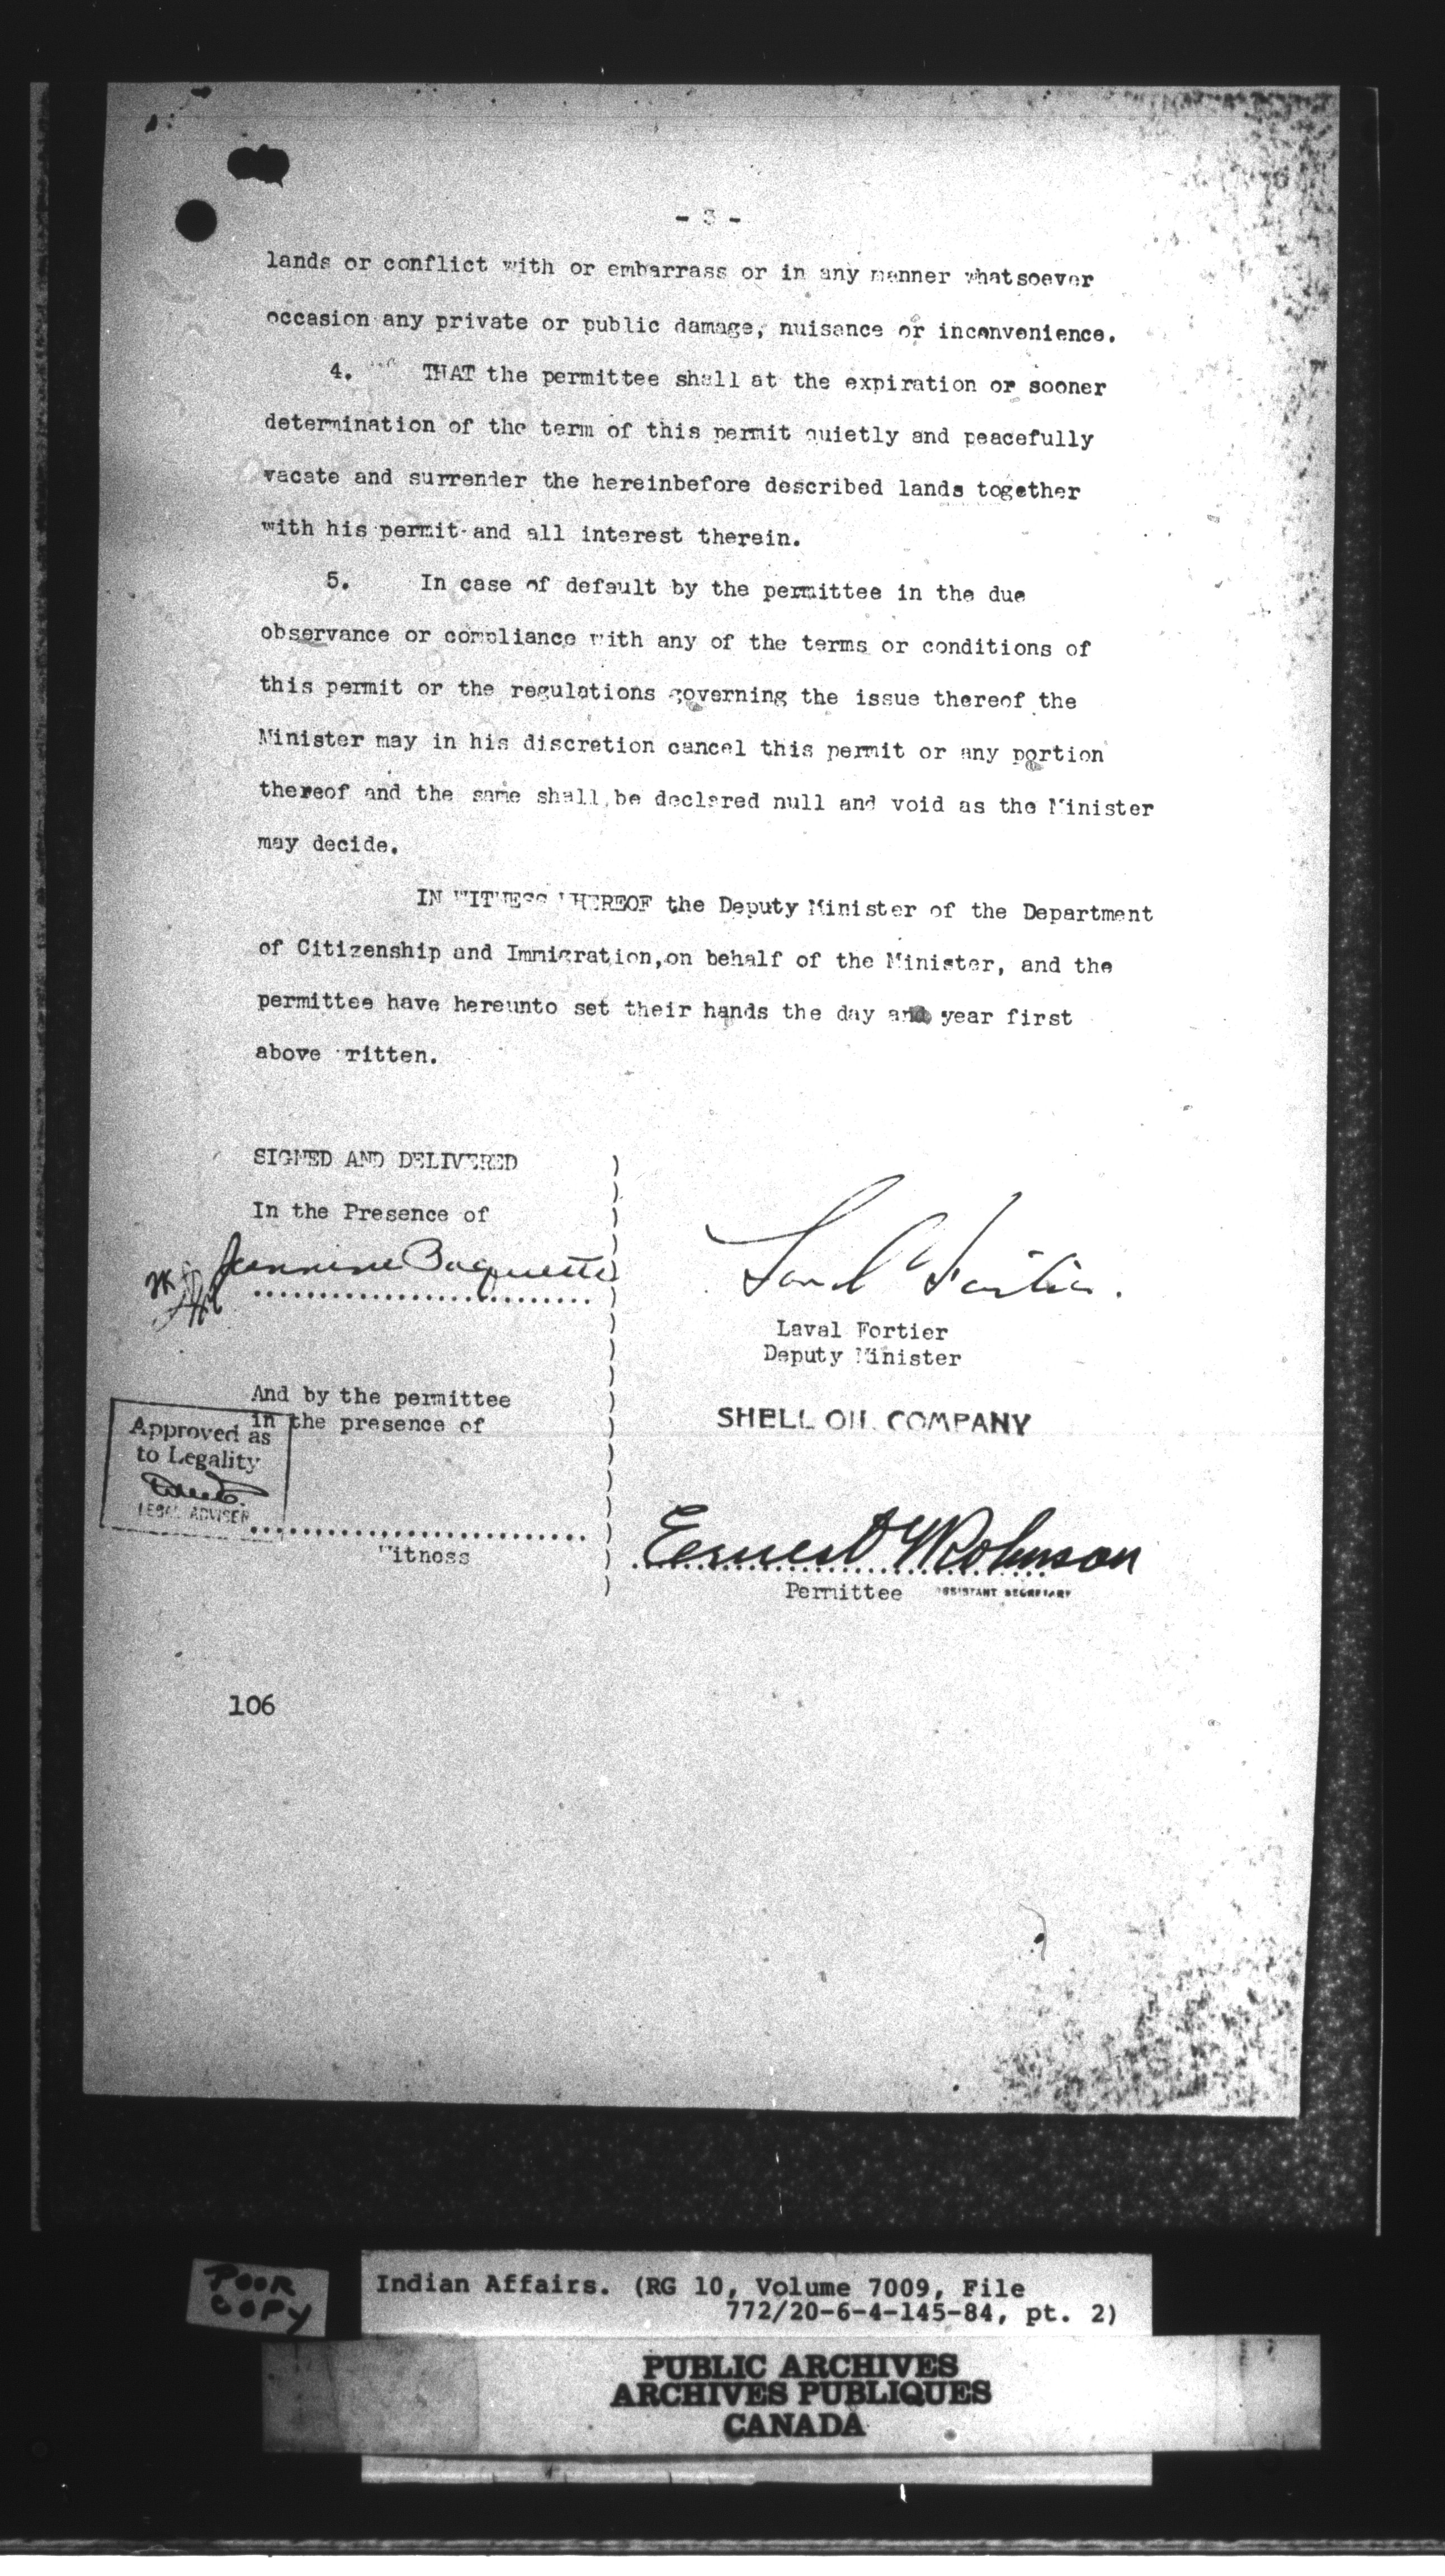 - 3 -
lands or conflict with or embarrass or in any manner whatsoever
occasion any private or public damage, nuisance or inconvenience.
4. THAT the permittee shall at the expiration or sooner
determination of the term of this permit quietly and peacefully
vacate and surrender the hereinbefore described lands together
with his permit and all interest therein.
5. In case of default by the permittee in the due
observance or compliance with any of the terms or conditions of
this permit or the regulations governing the issue thereof the
Minister may in his discretion cancel this permit or any portion
thereof and the same shall be declared null and void as the Minister
may decide.
IN WITNESS WHEREOF the Deputy Minister of the Department
of Citizenship and Immigration, on behalf of the Minister, and the
permittee have hereunto set their hands the day and year first
above written.
SIGNED AND DELIVERED
In the Presence of
Jeannine Paquette
Laval Fortier.
Laval Fortier
Deputy Minister
And by the permittee
in the presence of
Approved as
to Legality
LEGAL ADVISER
Witness
SHELL OIL COMPANY
Ernest Robinson
Permittee ASSISTANT SECRETARY
106
POOR
COPY
Indian Affairs. (RG 10, Volume 7009, File
772/20-6-4-145-84, pt. 2)
PUBLIC ARCHIVES
ARCHIVES PUBLIQUES
CANADA